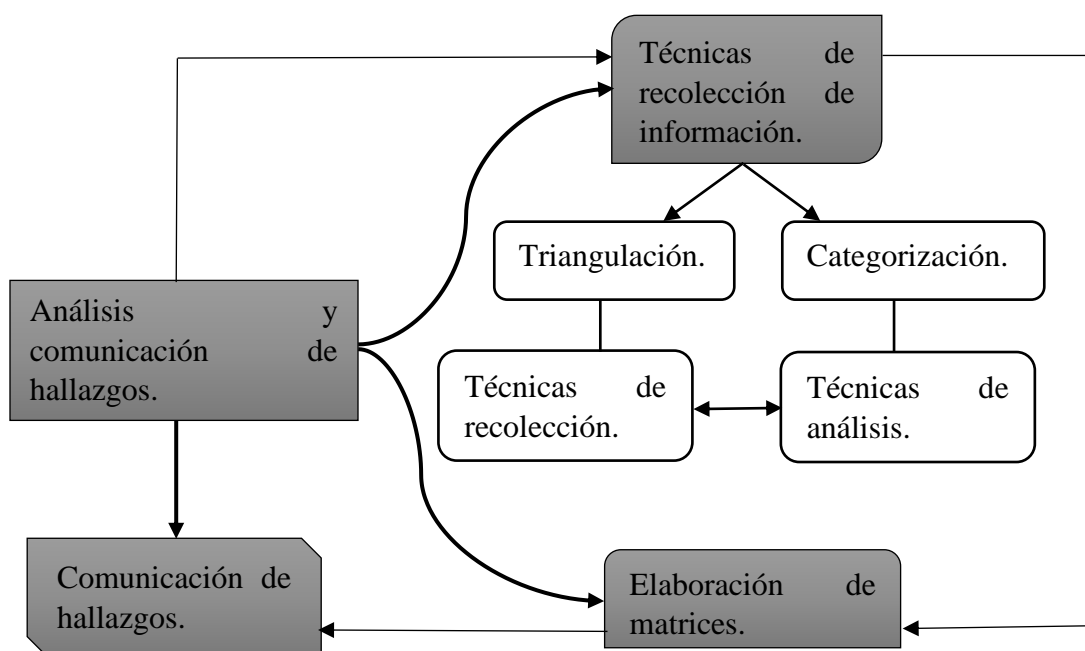 Técnicas de
recolección de
información.
Triangulación.
Categorización.
Análisis y
comunicación de
hallazgos.
Técnicas de
recolección.
Técnicas de
análisis.
Comunicación de
hallazgos.
Elaboración de
matrices.